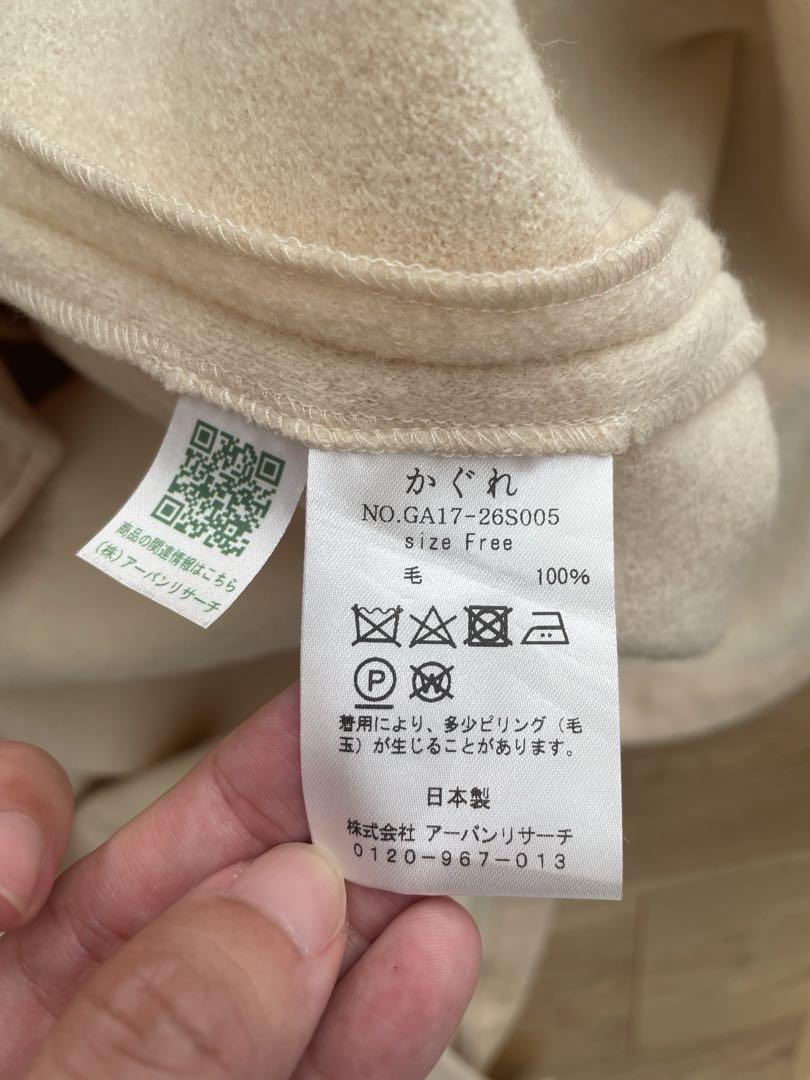 商品の関連情報はこちら
(株)アーバンリサーチ
かぐれ
NO.GA17-26S005
size Free
毛 100%
P W
着用により、多少ピリング(毛
玉)が生じることがあります。
日本製
株式会社 アーバンリサーチ
0120-967-013